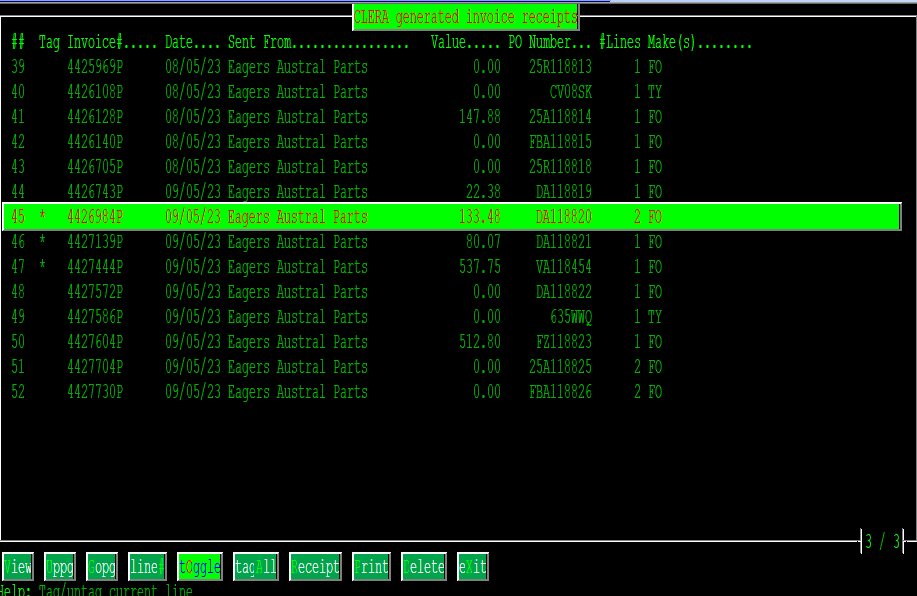 CLERA generated invoice receipts
## Tag Invoice#..... Date.... Sent From................. Value..... PO Number... #Lines Make(s)........
39 4425969P 08/05/23 Eagers Austral Parts 0.00 25R118813 1 FO
40 4426108P 08/05/23 Eagers Austral Parts 0.00 CV08SK 1 TY
41 4426128P 08/05/23 Eagers Austral Parts 147.88 25A118814 1 FO
42 4426140P 08/05/23 Eagers Austral Parts 0.00 FBA118815 1 FO
43 4426705P 08/05/23 Eagers Austral Parts 0.00 25R118818 1 FO
44 4426743P 09/05/23 Eagers Austral Parts 22.38 DA118819 1 FO
45 * 4426984P 09/05/23 Eagers Austral Parts 133.48 DA118820 2 FO
46 * 4427139P 09/05/23 Eagers Austral Parts 80.07 DA118821 1 FO
47 * 4427444P 09/05/23 Eagers Austral Parts 537.75 VA118454 1 FO
48 4427572P 09/05/23 Eagers Austral Parts 0.00 DA118822 1 FO
49 4427586P 09/05/23 Eagers Austral Parts 0.00 635WWQ 1 TY
50 4427604P 09/05/23 Eagers Austral Parts 512.80 FZ118823 1 FO
51 4427704P 09/05/23 Eagers Austral Parts 0.00 25A118825 2 FO
52 4427730P 09/05/23 Eagers Austral Parts 0.00 FBA118826 2 FO
3 / 3
View Uppg Gopg line# tOggle tagAll Receipt Print Delete eXit
Help: Tag/untag current line